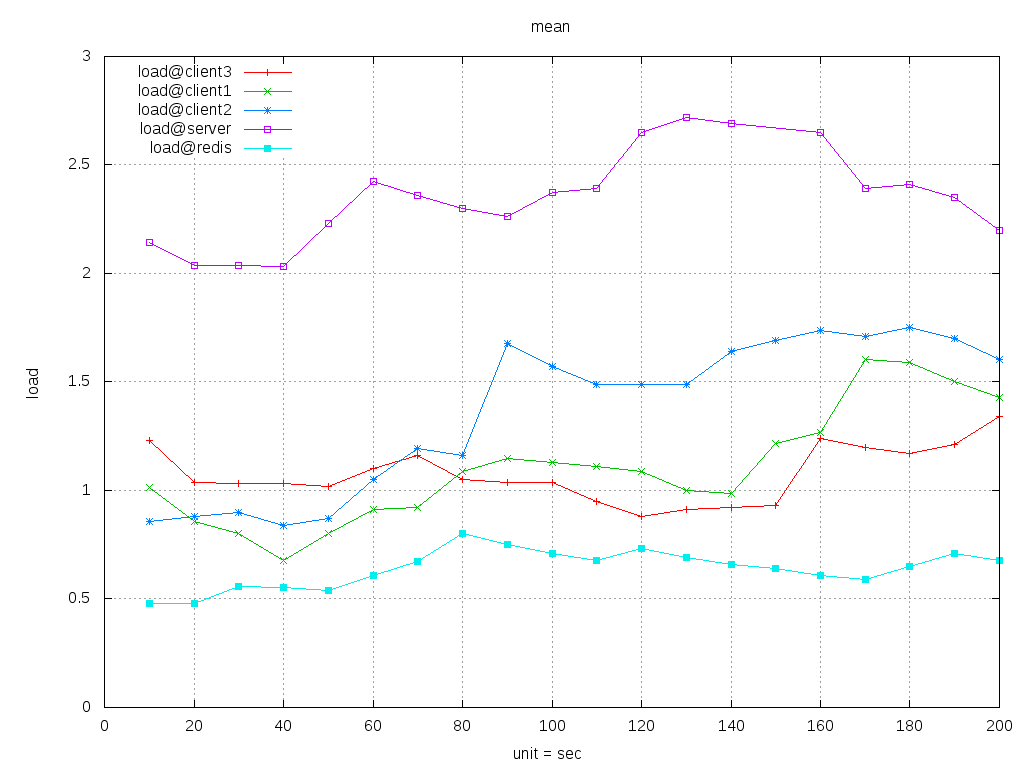 mean
3
load@client3
load@client1
load@client2
load@server
load@redis
2.5
2
1.5
load
1
0.5
0
0 20 40 60 80 100 120 140 160 180 200
unit = sec